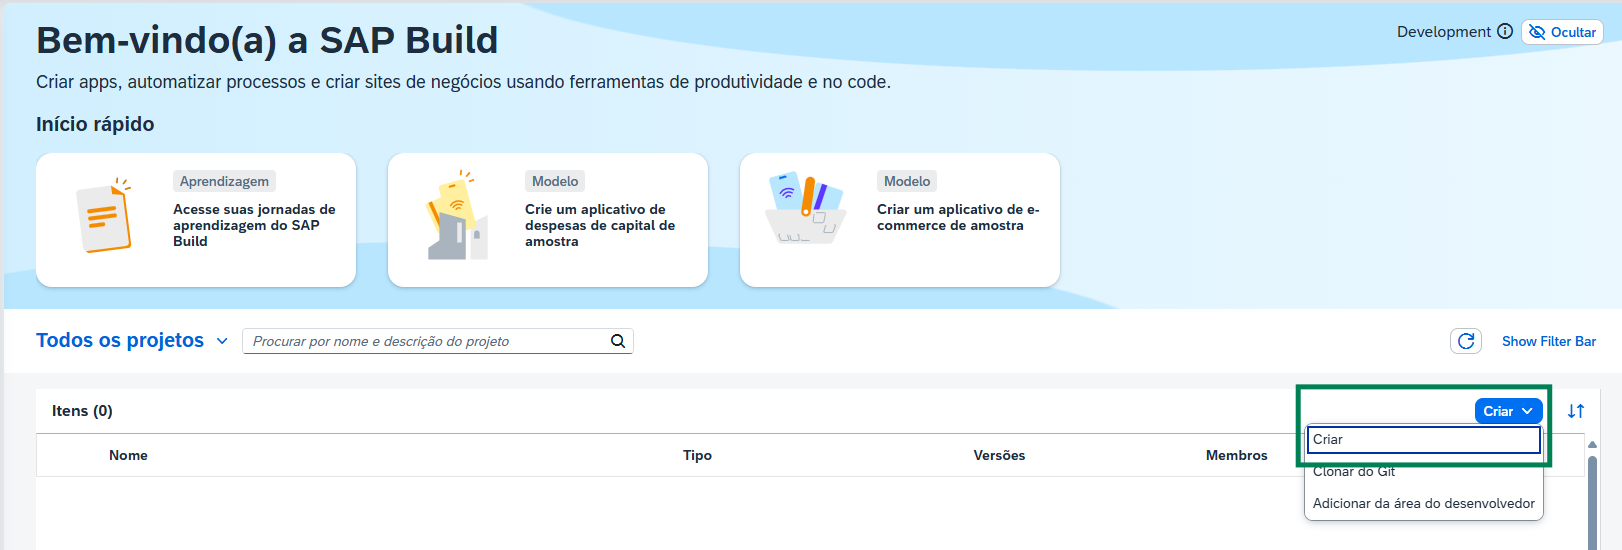 Bem-vindo(a) a SAP Build
Development
Ocultar
Criar apps, automatizar processos e criar sites de negócios usando ferramentas de produtividade e no code.
Início rápido
Aprendizagem
Acesse suas jornadas de
aprendizagem do SAP
Build
Modelo
Crie um aplicativo de
despesas de capital de
amostra
Modelo
Criar um aplicativo de e-
commerce de amostra
Todos os projetos
Procurar por nome e descrição do projeto
Show Filter Bar
Itens (0)
Criar
Nome
Tipo
Versões
Membros
Criar
Clonar do Git
Adicionar da área do desenvolvedor